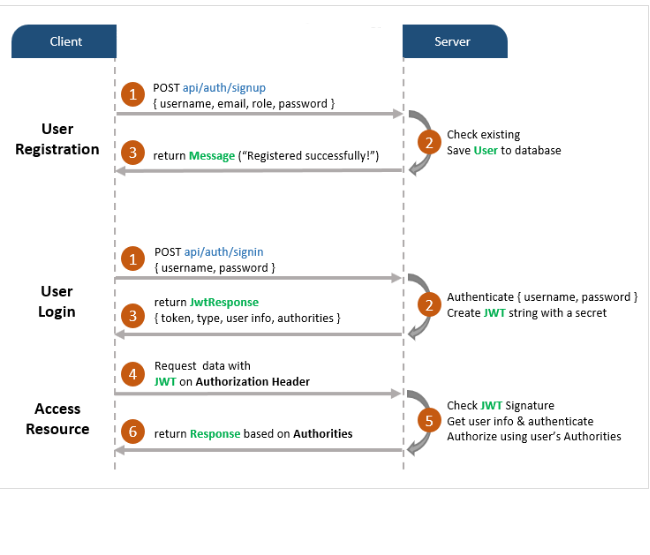 Client
Server
1
POST api/auth/signup
{ username, email, role, password }
User
Registration
2
Check existing
Save User to database
3
return Message (“Registered successfully!”)
1
POST api/auth/signin
{ username, password }
User
Login
2
Authenticate { username, password }
Create JWT string with a secret
3
return JwtResponse
{ token, type, user info, authorities }
4
Request data with
JWT on Authorization Header
Access
Resource
5
Check JWT Signature
Get user info & authenticate
Authorize using user’s Authorities
6
return Response based on Authorities